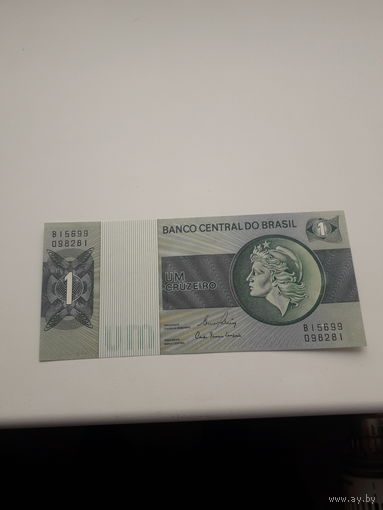 BANCO CENTRAL DO BRASIL
1
B15699
098281
1
UM
CRUZEIRO
um
B15699
098281
www.ay.by